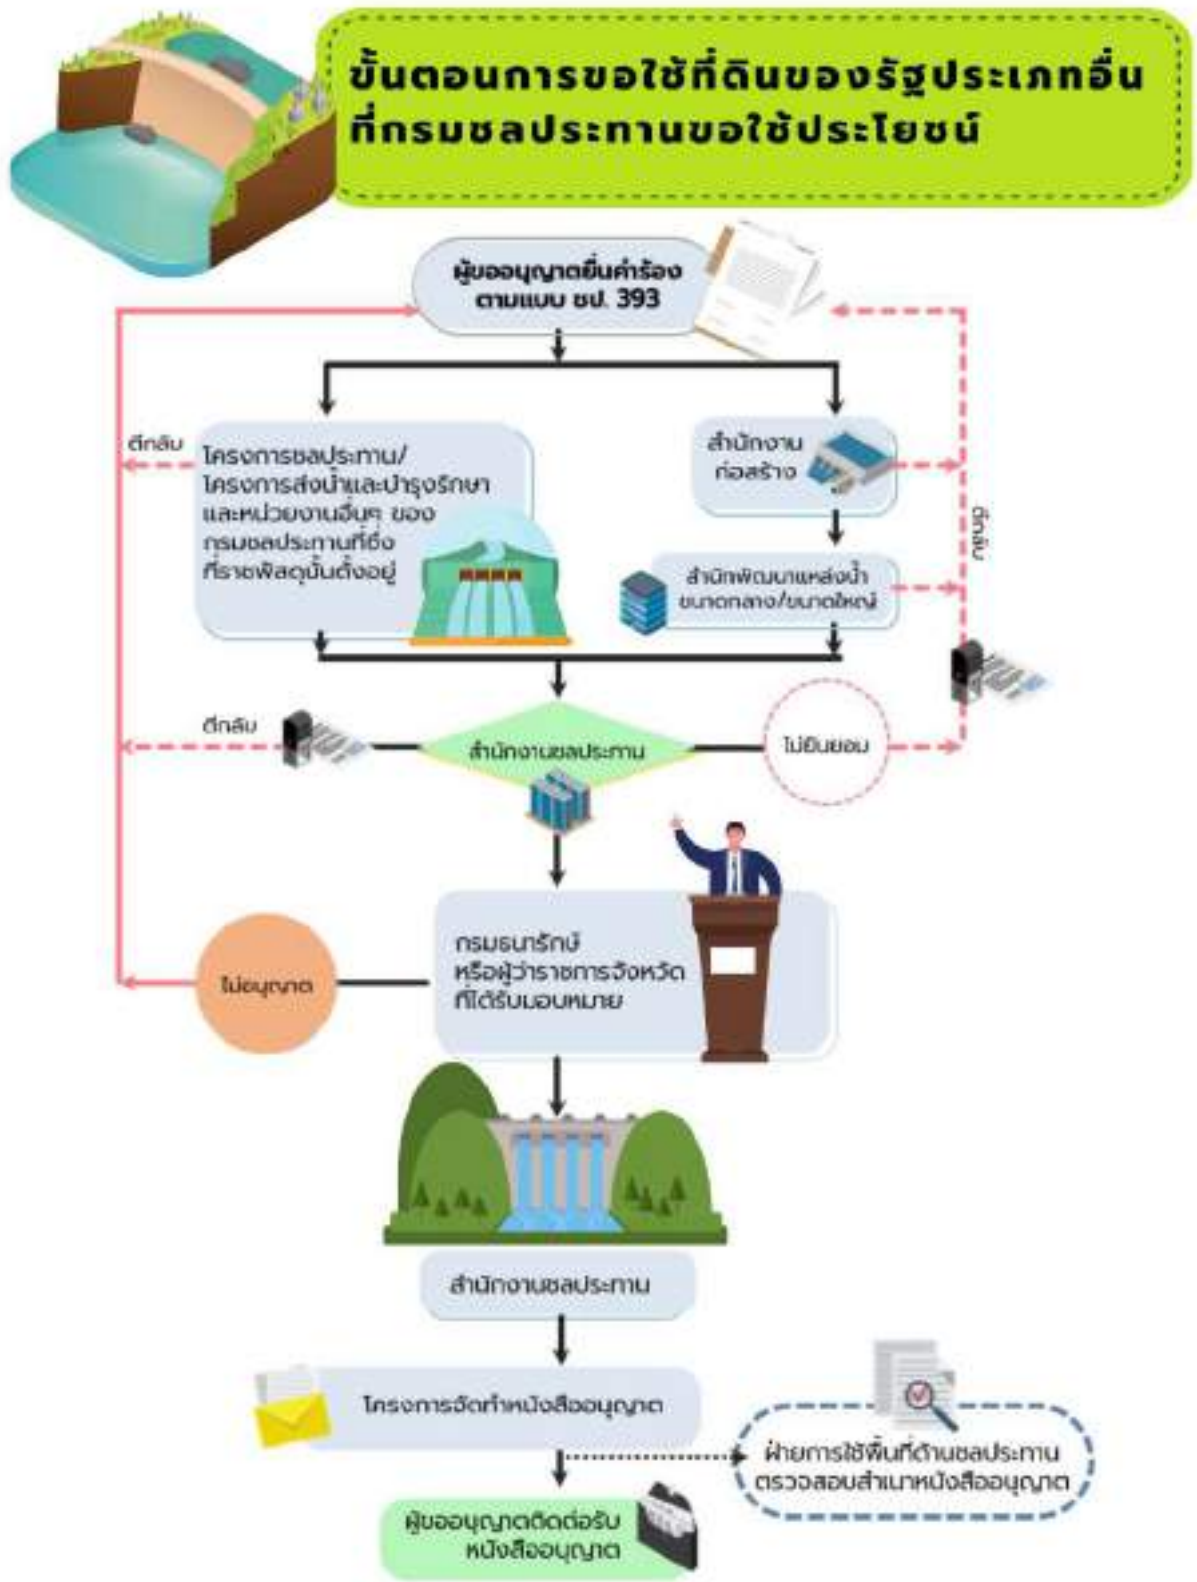 ขั้นตอนการขอใช้ที่ดินของรัฐประเภทอื่น
ที่กรมชลประทานขอใช้ประโยชน์
ผู้ขออนุญาตยื่นคำร้อง
ตามแบบ ชป. 393
ตีกลับ
โครงการชลประทาน/
โครงการส่งน้ำและบำรุงรักษา
และหน่วยงานอื่นๆ ของ
กรมชลประทานที่ซึ่ง
ที่ราชพัสดุนั้นตั้งอยู่
สำนักงาน
ก่อสร้าง
ตีกลับ
สำนักพัฒนาแหล่งน้ำ
ขนาดกลาง/ขนาดใหญ่
ตีกลับ
สำนักงานชลประทาน
ไม่ยินยอม
กรมธนารักษ์
หรือผู้ว่าราชการจังหวัด
ที่ได้รับมอบหมาย
ไม่อนุญาต
สำนักงานชลประทาน
โครงการจัดทำหนังสืออนุญาต
ฝ่ายการใช้พื้นที่ด้านชลประทาน
ตรวจสอบสำเนาหนังสืออนุญาต
ผู้ขออนุญาตติดต่อรับ
หนังสืออนุญาต